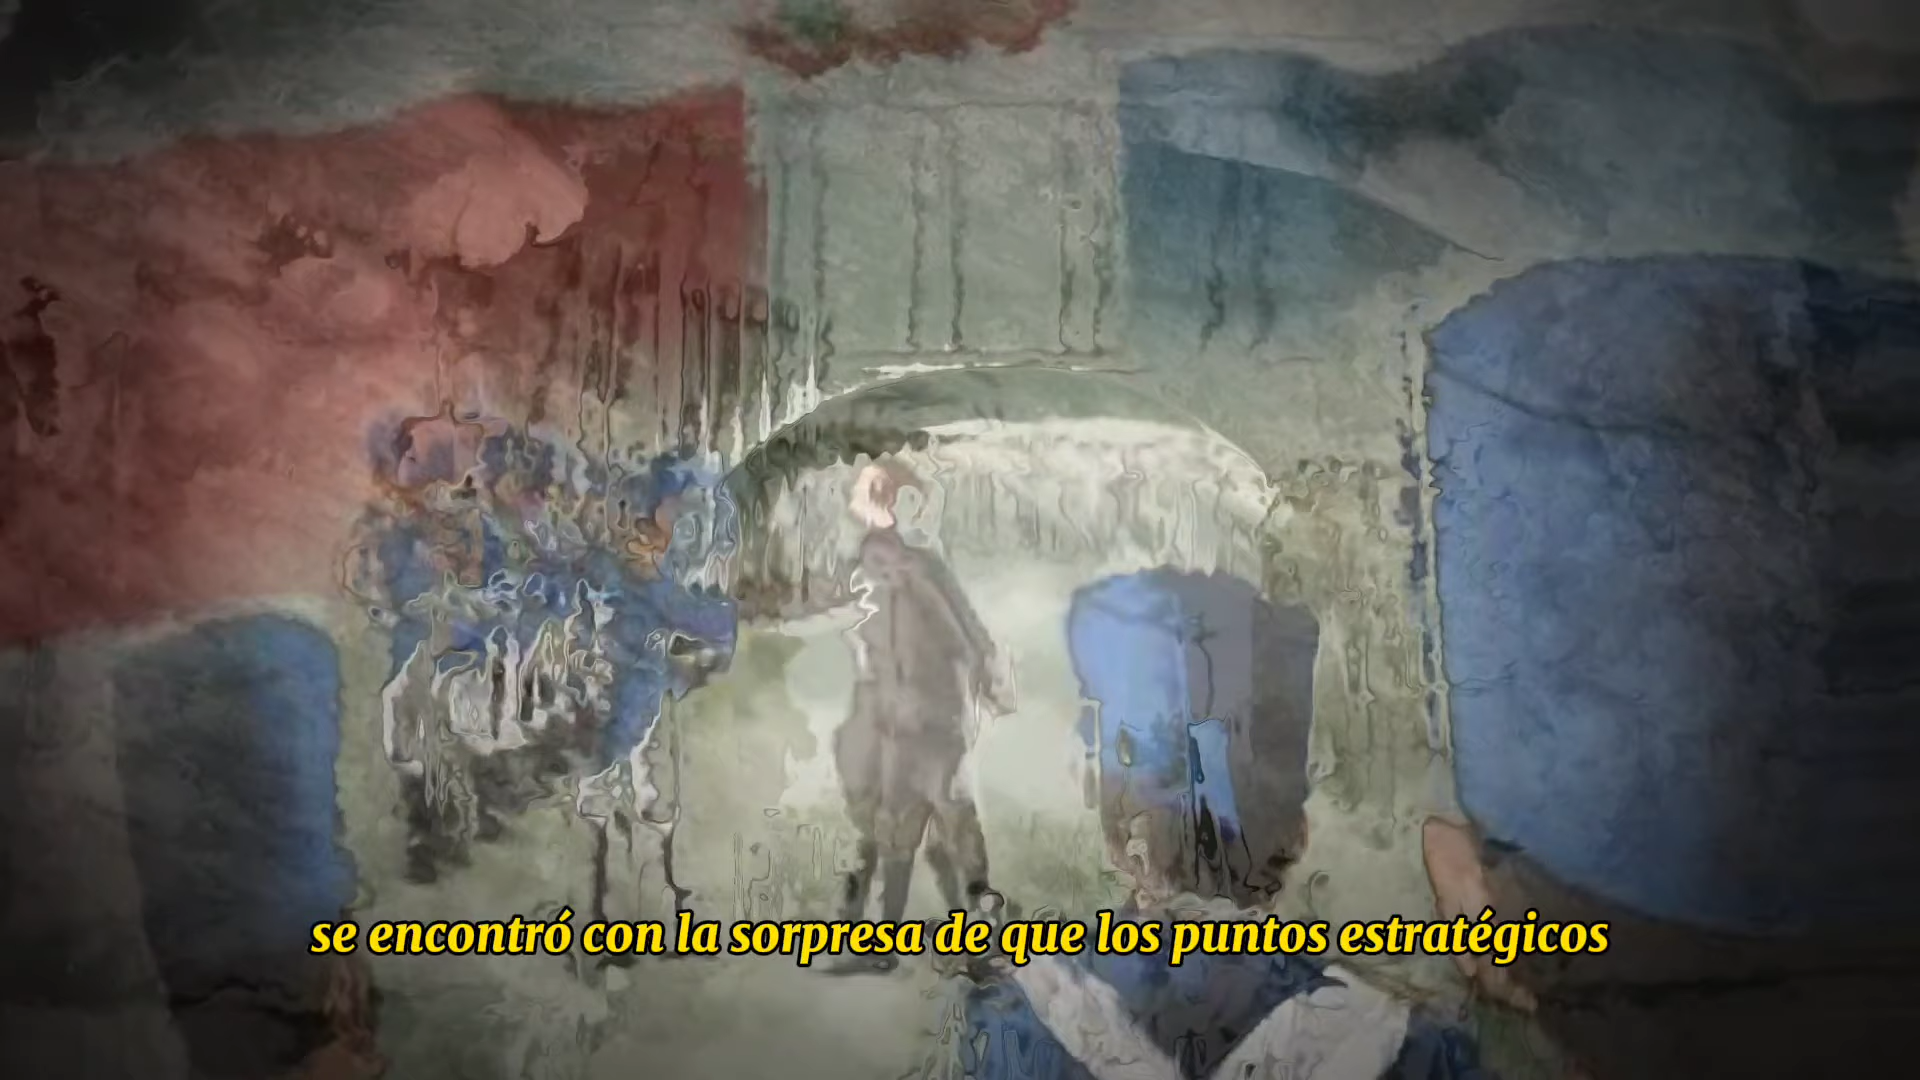 se encontró con la sorpresa de que los puntos estratégicos